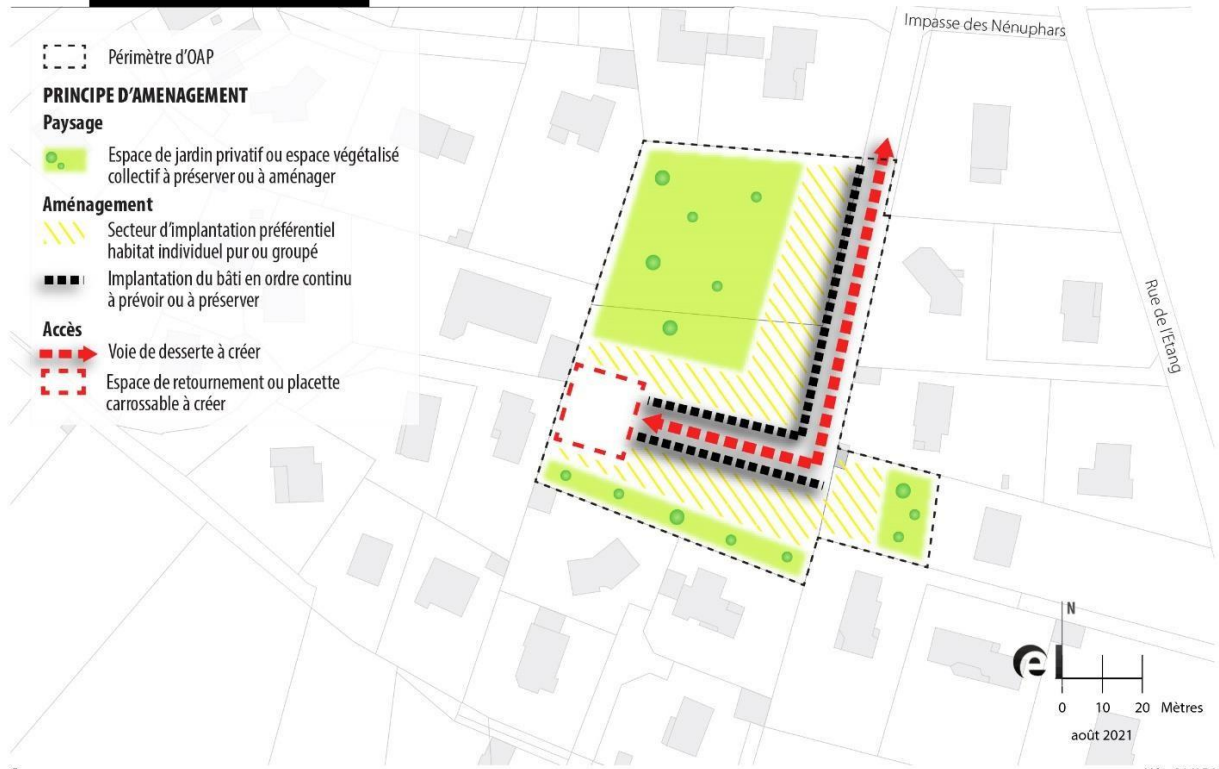 Périmètre d'OAP
PRINCIPE D'AMENAGEMENT
Paysage
Espace de jardin privatif ou espace végétalisé
collectif à préserver ou à aménager
Aménagement
Secteur d'implantation préférentiel
habitat individuel pur ou groupé
Implantation du bâti en ordre continu
à prévoir ou à préserver
Accès
Voie de desserte à créer
Espace de retournement ou placette
carrossable à créer
Impasse des Nénuphars
Rue de l'Etang
N
0 10 20 Mètres
août 2021